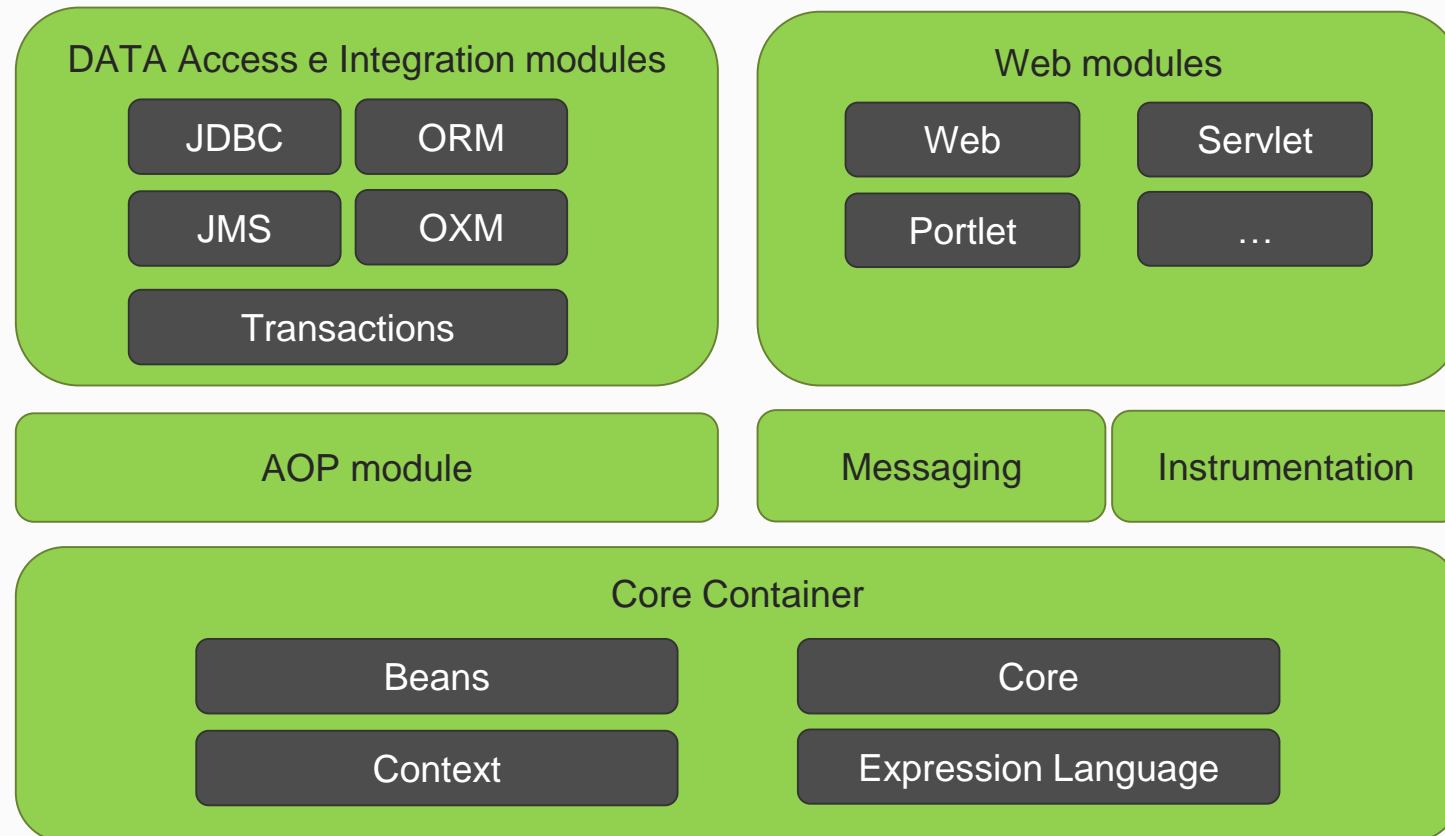 DATA Access e Integration modules
JDBC
ORM
JMS
OXM
Transactions
Web modules
Web
Servlet
Portlet
…
AOP module
Messaging
Instrumentation
Core Container
Beans
Core
Context
Expression Language